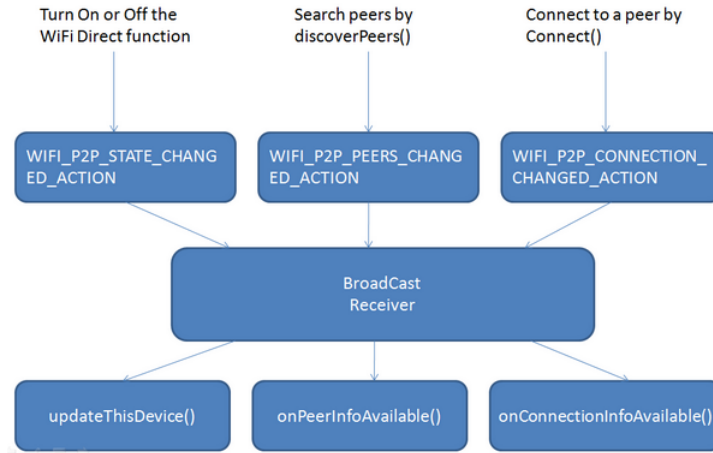 Turn On or Off the
WiFi Direct function
Search peers by
discoverPeers()
Connect to a peer by
Connect()
WIFI_P2P_STATE_CHANG
ED_ACTION
WIFI_P2P_PEERS_CHANG
ED_ACTION
WIFI_P2P_CONNECTION_
CHANGED_ACTION
BroadCast
Receiver
updateThisDevice()
onPeerInfoAvailable()
onConnectionInfoAvailable()